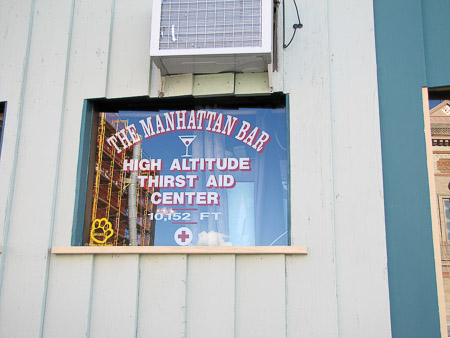 THE MANHATTAN BAR
HIGH ALTITUDE
THIRST AID
CENTER
10,152 FT